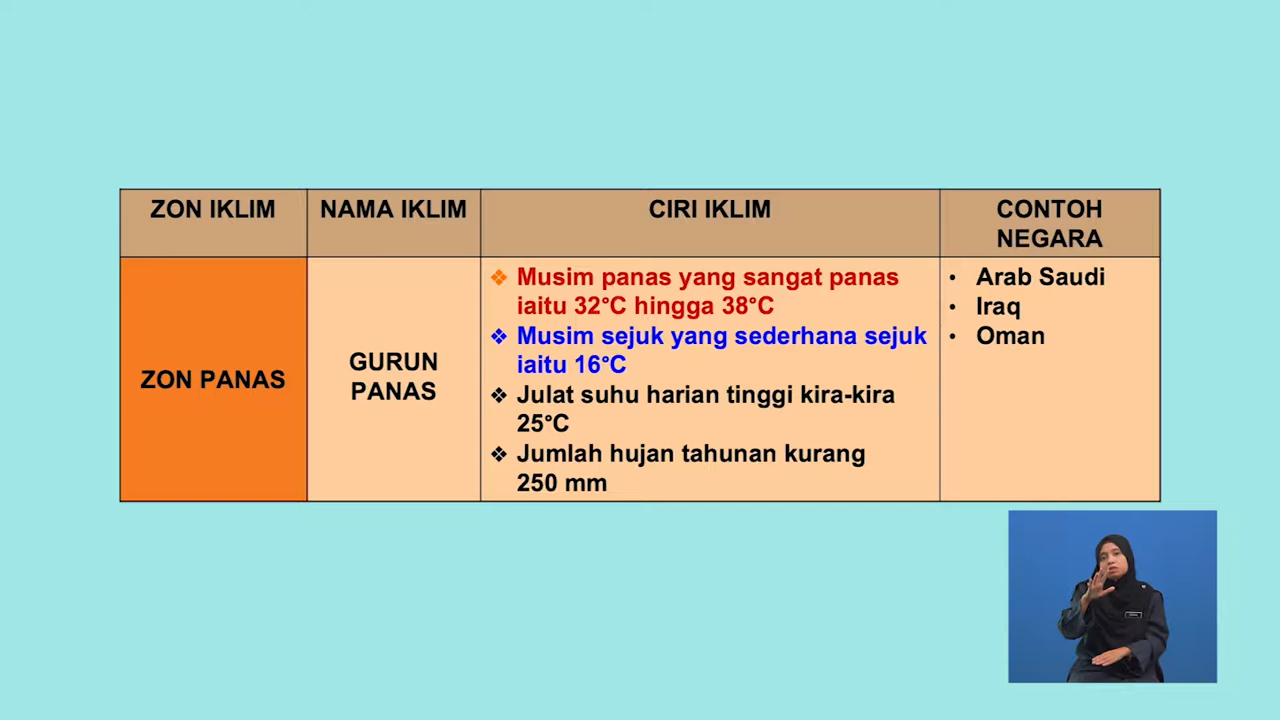 ZON IKLIM
NAMA IKLIM
CIRI IKLIM
CONTOH
NEGARA
ZON PANAS
GURUN
PANAS
❖ Musim panas yang sangat panas
iaitu 32°C hingga 38°C
❖ Musim sejuk yang sederhana sejuk
iaitu 16°C
❖ Julat suhu harian tinggi kira-kira
25°C
❖ Jumlah hujan tahunan kurang
250 mm
• Arab Saudi
• Iraq
• Oman